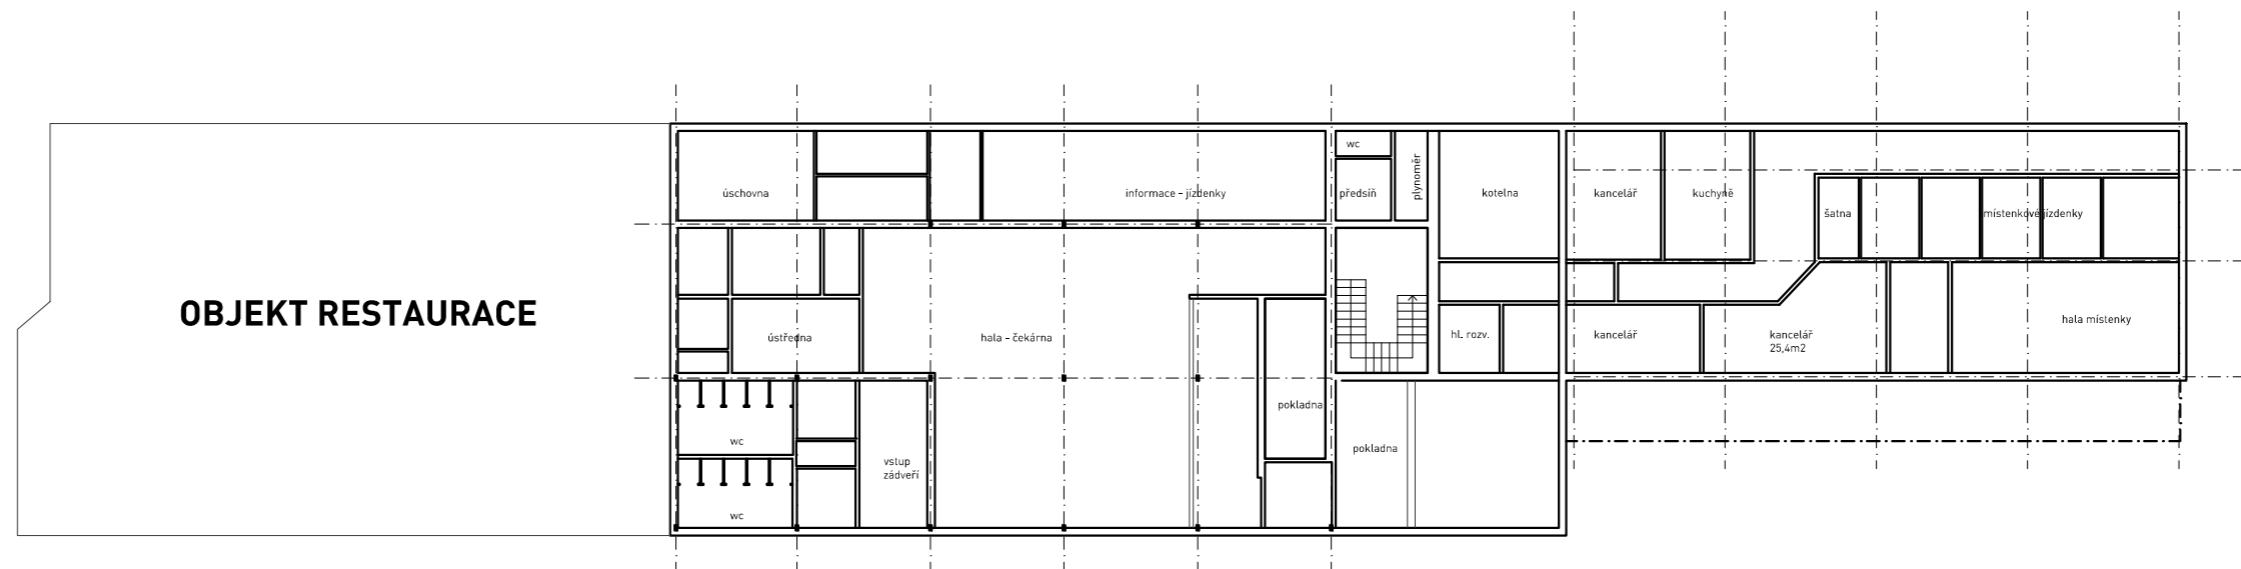 wc
plynoměr
úschovna
informace – jízdenky
předsíň
kotelna
kancelář
kuchyně
šatna
místenkové jízdenky
OBJEKT RESTAURACE
ústředna
hala – čekárna
hl. rozv.
kancelář
kancelář
25,4m2
hala místenky
pokladna
wc
pokladna
vstup
zádveří
wc